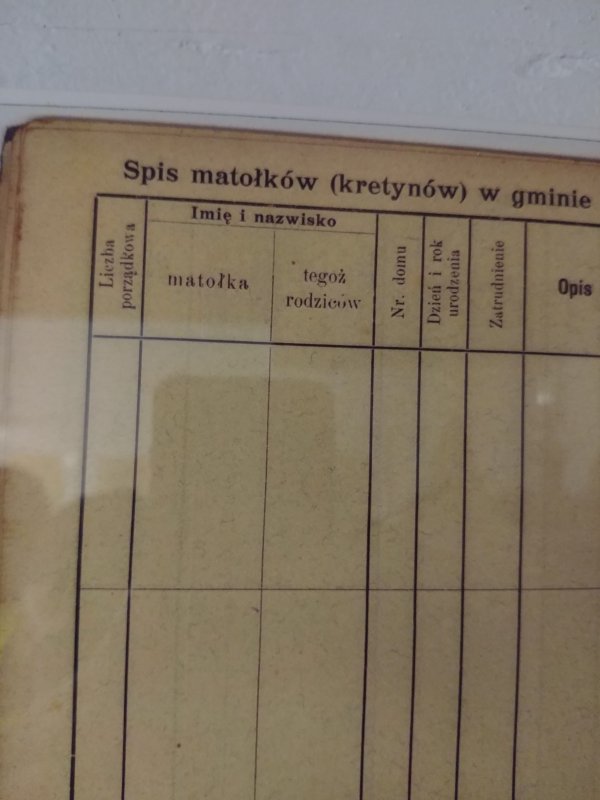 Spis matołków (kretynów) w gminie
Liczba
porządkowa
Imię i nazwisko
matołka
tegoż
rodziców
Nr. domu
Dzień i rok
urodzenia
Zatrudnienie
Opis